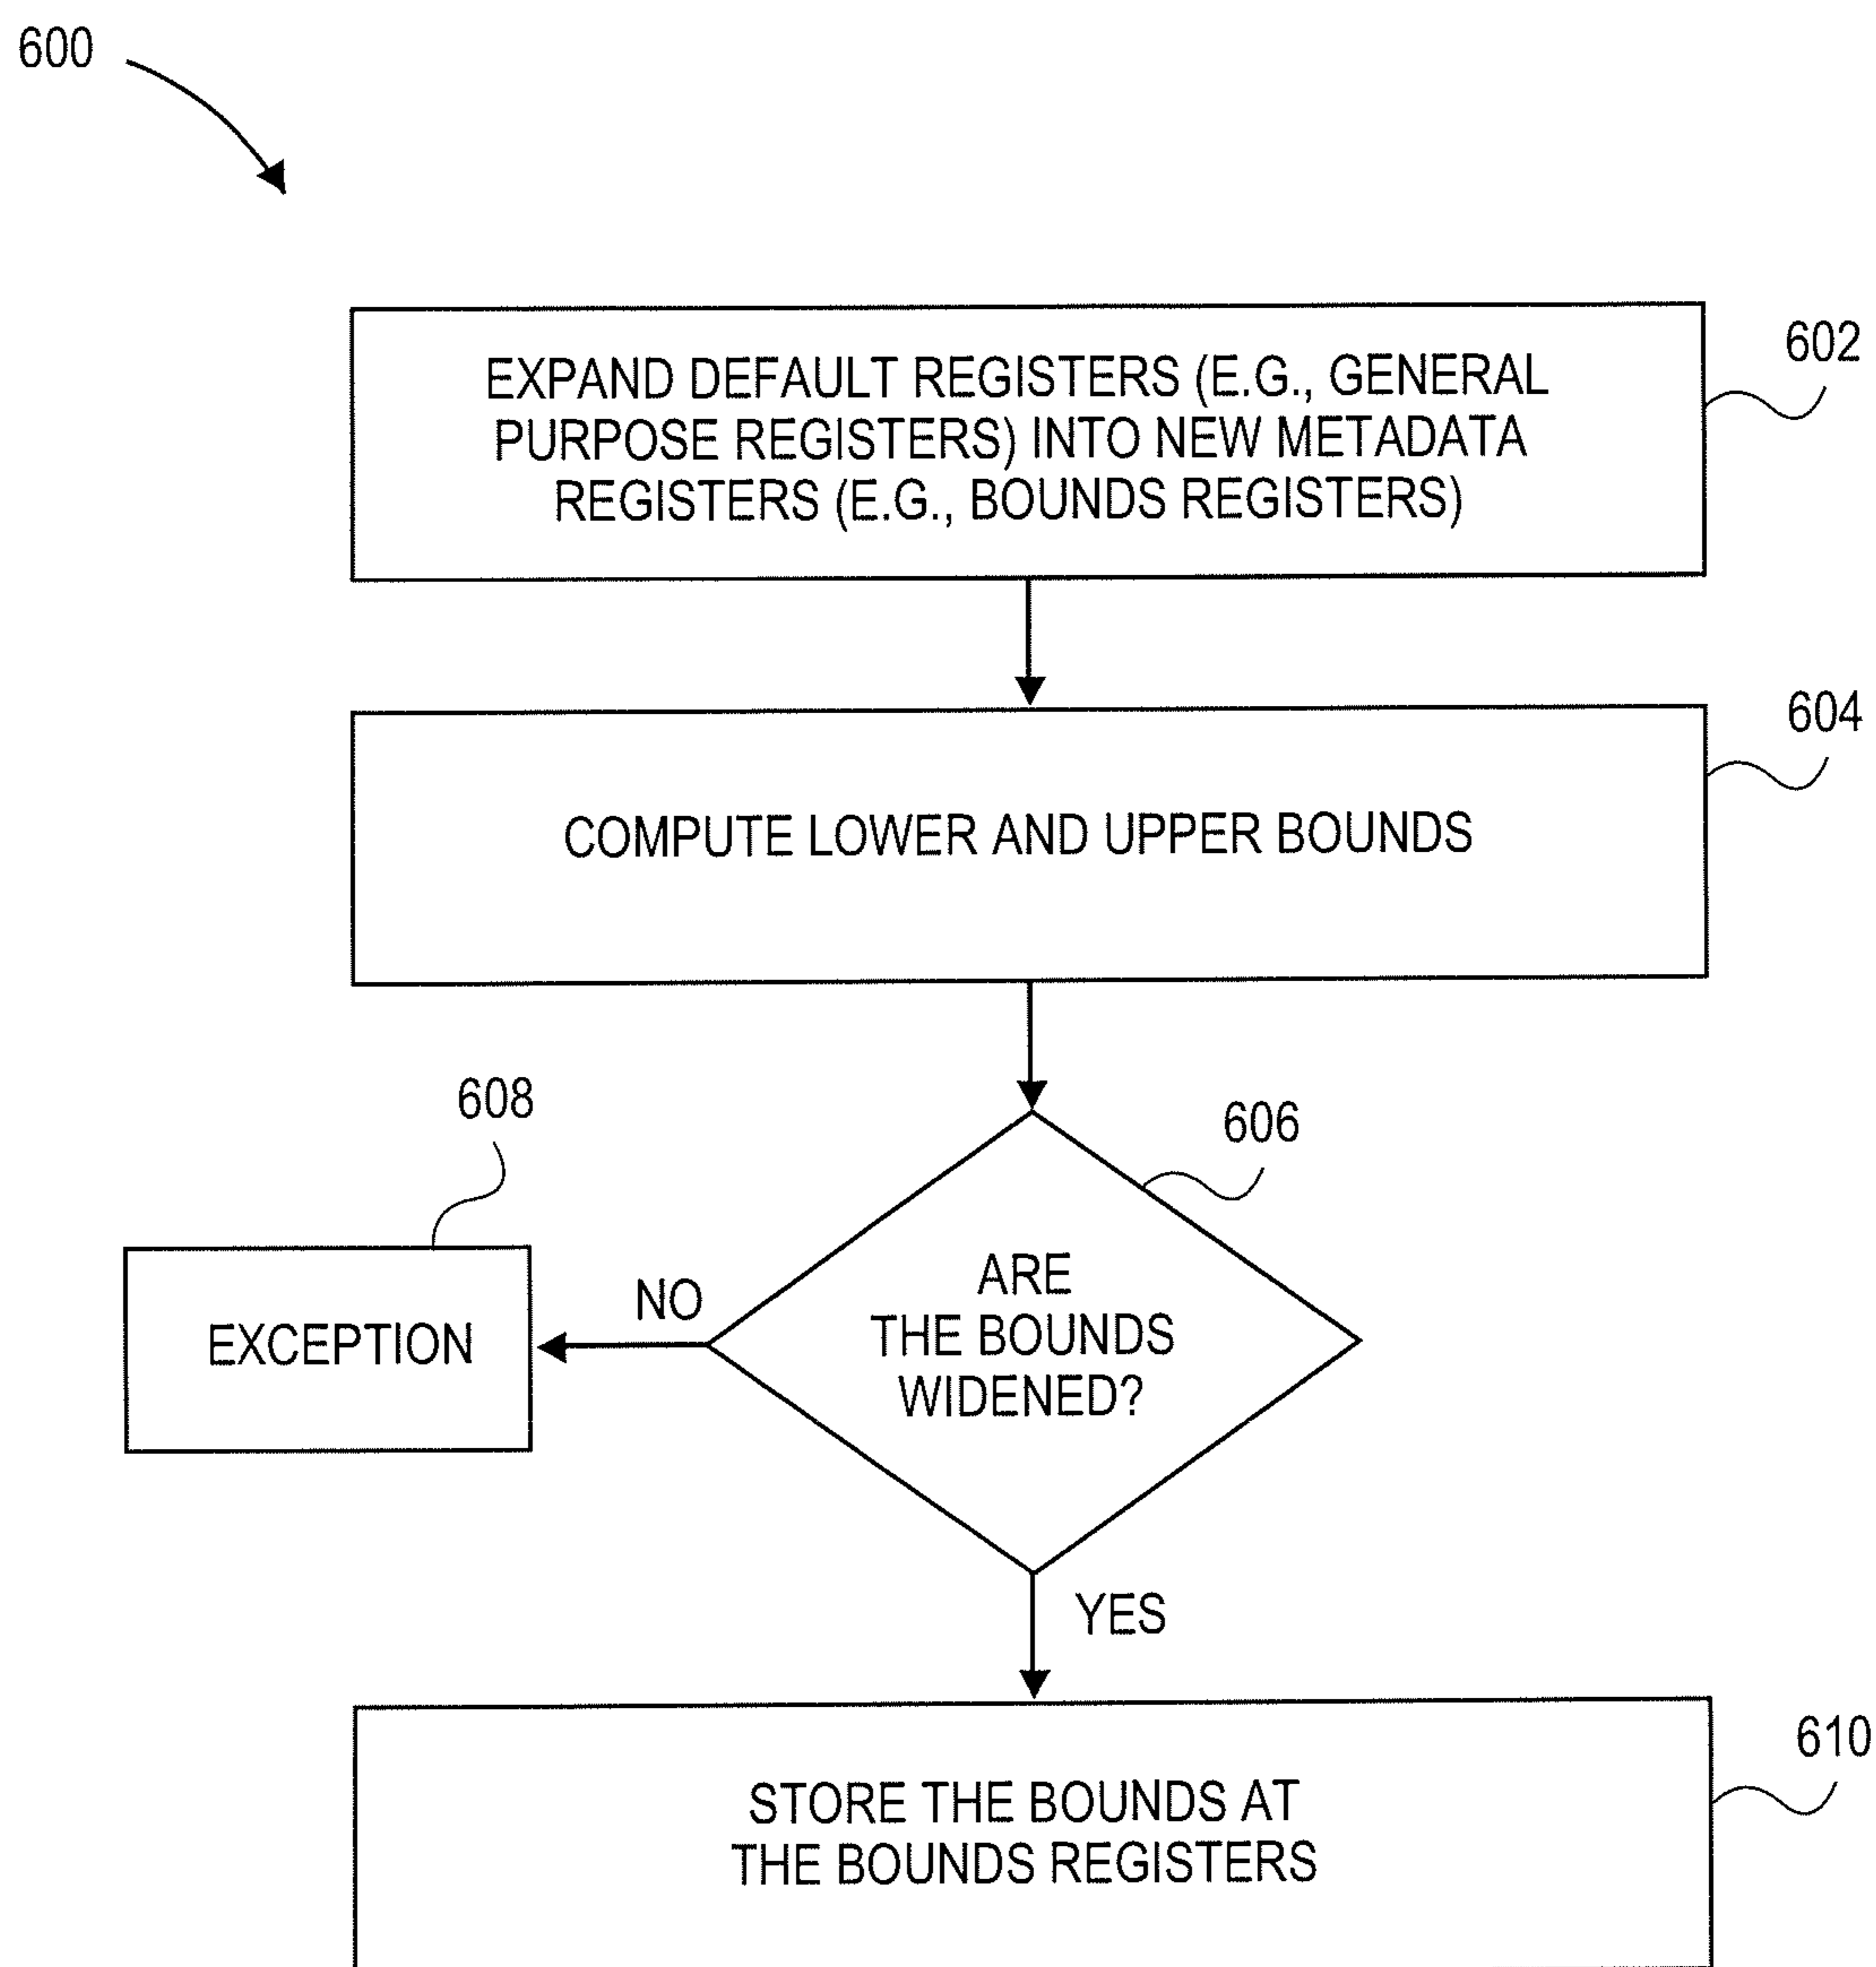 600
EXPAND DEFAULT REGISTERS (E.G., GENERAL
PURPOSE REGISTERS) INTO NEW METADATA
REGISTERS (E.G., BOUNDS REGISTERS)
602
COMPUTE LOWER AND UPPER BOUNDS
604
608
606
EXCEPTION
NO
ARE
THE BOUNDS
WIDENED?
YES
STORE THE BOUNDS AT
THE BOUNDS REGISTERS
610